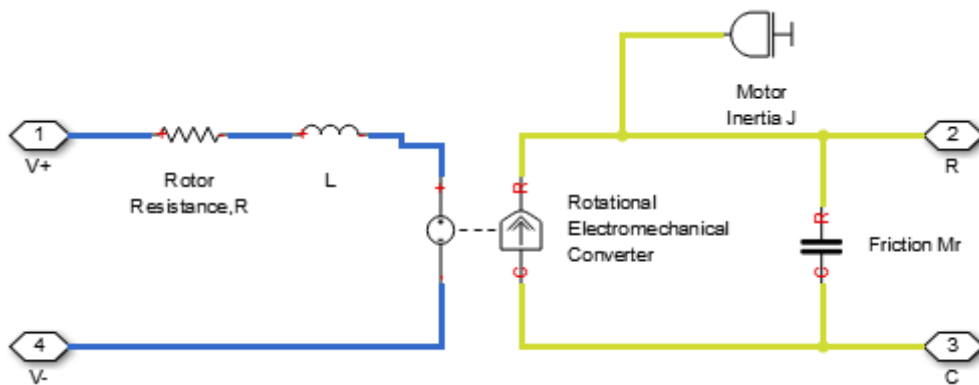 Motor
Inertia J
1
V+
Rotor
Resistance,R
L
R
Rotational
Electromechanical
Converter
C
2
R
R
Friction Mr
C
4
V-
3
C